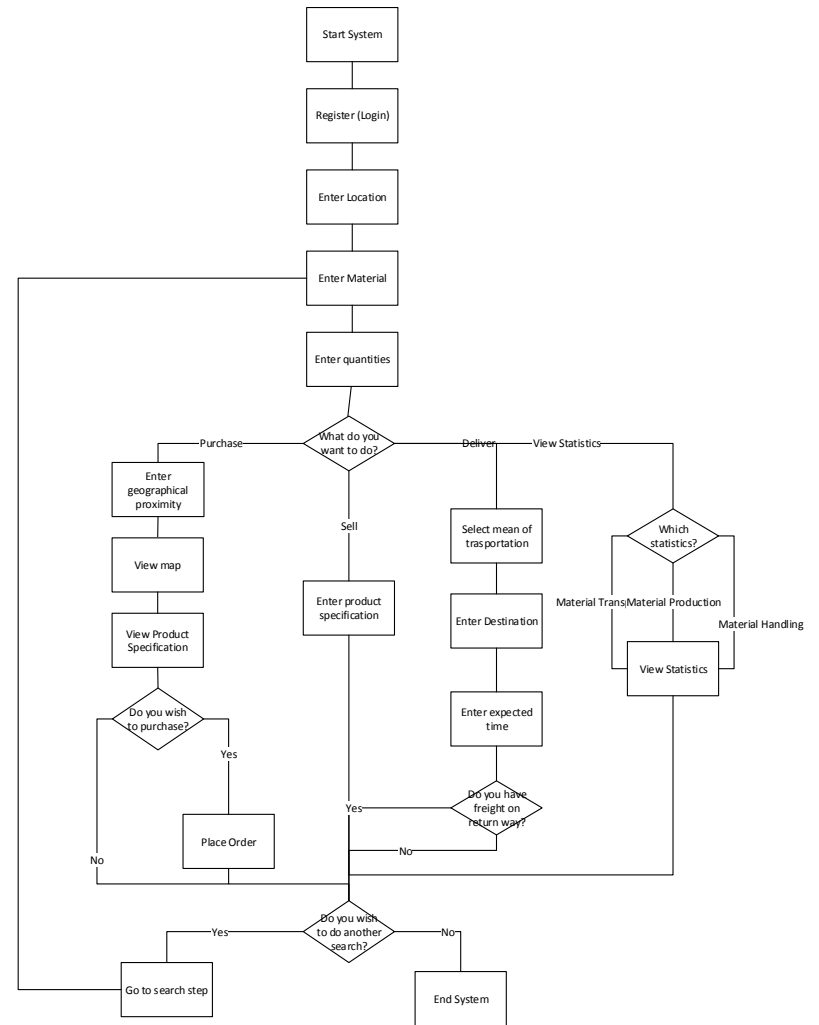 Start System
Register (Login)
Enter Location
Enter Material
Enter quantities
What do you
want to do?
Purchase
Deliver
View Statistics
Sell
Enter
geographical
proximity
View map
View Product
Specification
Do you wish
to purchase?
Yes
No
Place Order
Enter product
specification
Select mean of
trasportation
Enter Destination
Enter expected
time
Do you have
freight on
return way?
Yes
No
Which
statistics?
Material Trans
Material Production
Material Handling
View Statistics
Do you wish
to do another
search?
Yes
No
Go to search step
End System